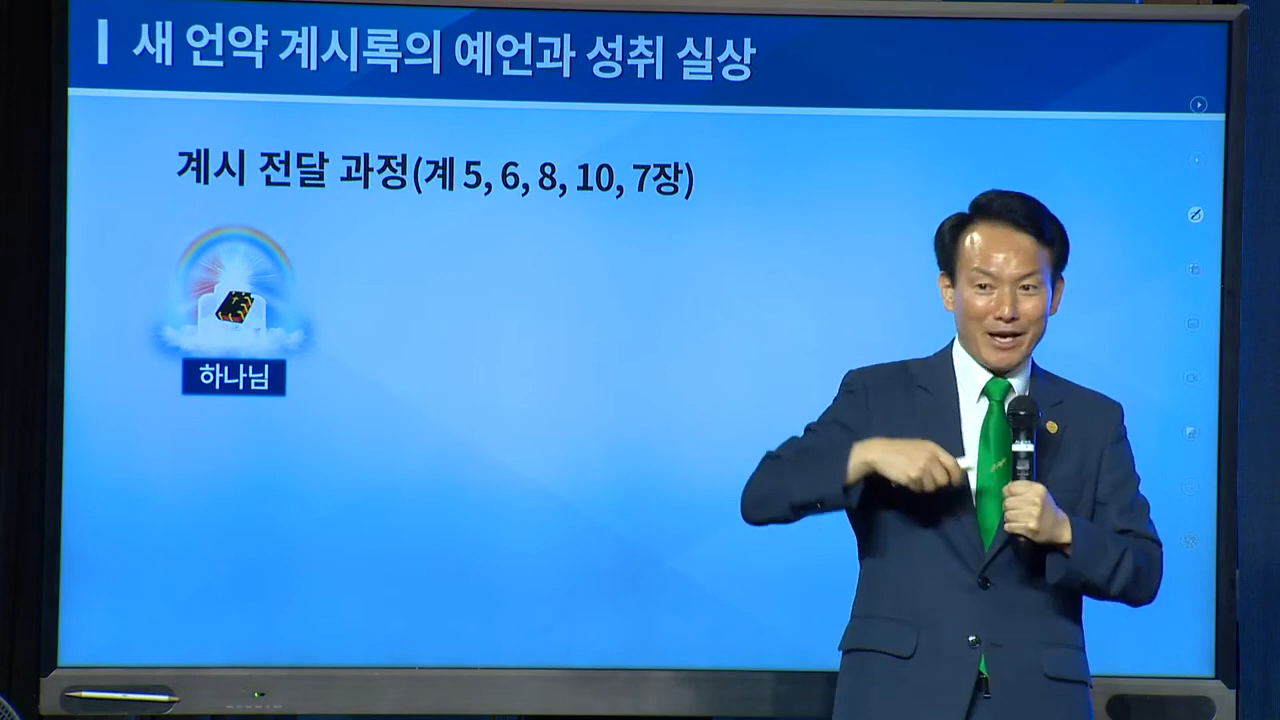 새 언약 계시록의 예언과 성취 실상
계시 전달 과정(계 5, 6, 8, 10, 7장)
하나님